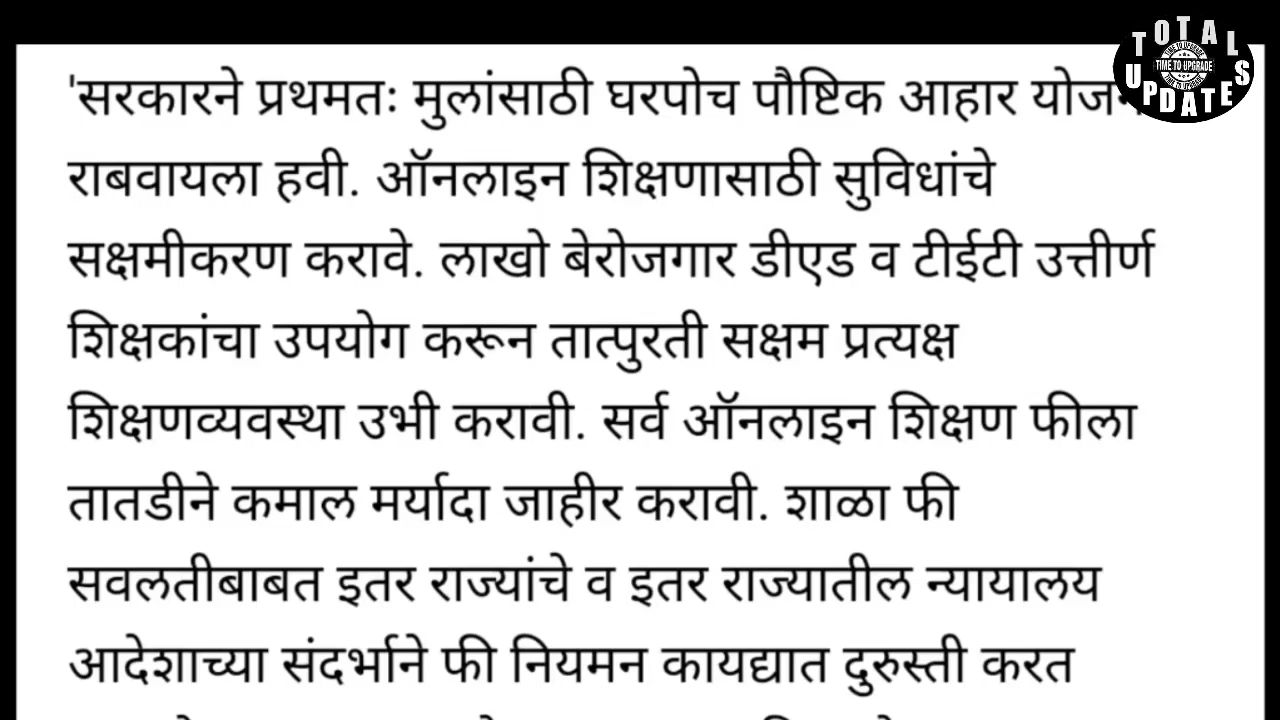 'सरकारने प्रथमतः मुलांसाठी घरपोच पौष्टिक आहार
राबवायला हवी. ऑनलाइन शिक्षणासाठी सुविधांचे
सक्षमीकरण करावे. लाखो बेरोजगार डीएड व टीईटी उत्तीर्ण
शिक्षकांचा उपयोग करून तात्पुरती सक्षम प्रत्यक्ष
शिक्षणव्यवस्था उभी करावी. सर्व ऑनलाइन शिक्षण फीला
तातडीने कमाल मर्यादा जाहीर करावी. शाळा फी
सवलतीबाबत इतर राज्यांचे व इतर राज्यातील न्यायालय
आदेशाच्या संदर्भाने फी नियमन कायद्यात दुरुस्ती करत
TOTAL
TIME TO UPGRADE
UPDATES